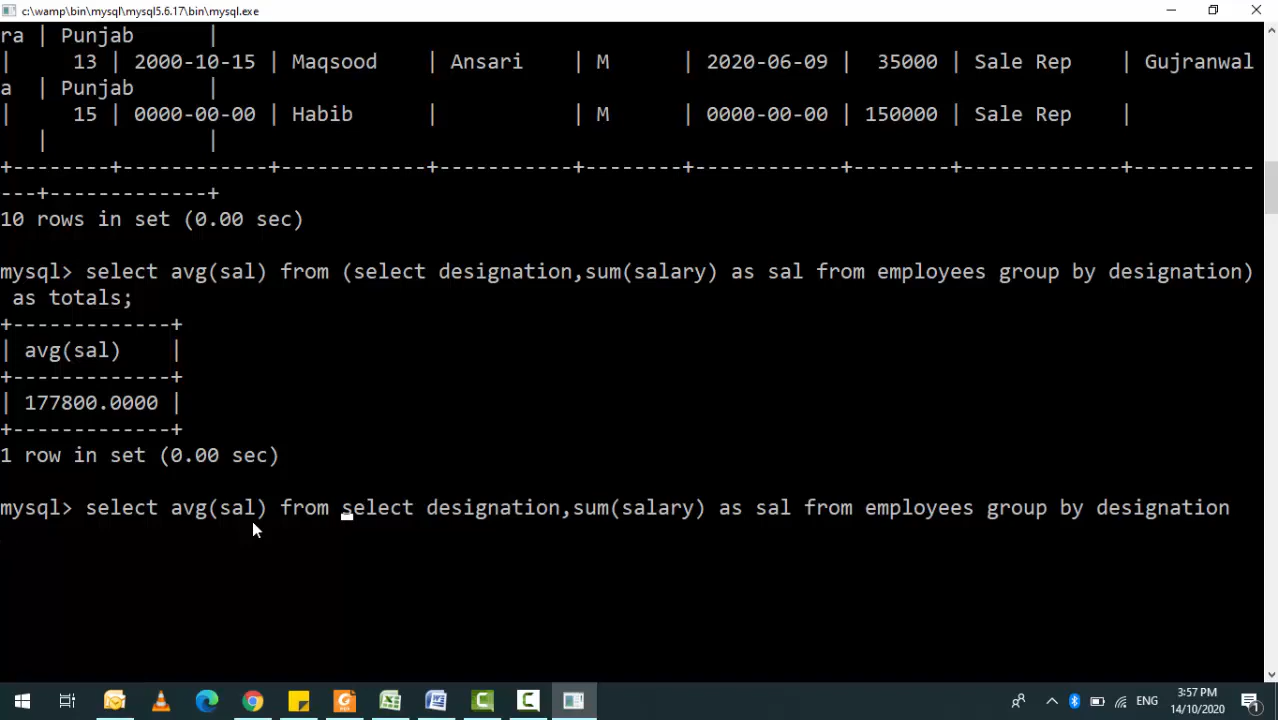 c:\wamp\bin\mysql\mysql5.6.17\bin\mysql.exe
ra | Punjab      |
|     13 | 2000-10-15 | Maqsood    | Ansari    | M      | 2020-06-09 |  35000 | Sale Rep    | Gujranwal
a  | Punjab      |
|     15 | 0000-00-00 | Habib      |           | M      | 0000-00-00 | 150000 | Sale Rep    |
   |             |
+--------+------------+------------+-----------+--------+------------+--------+-------------+----------
---+-------------+
10 rows in set (0.00 sec)
mysql> select avg(sal) from (select designation,sum(salary) as sal from employees group by designation)
as totals;
+-------------+
| avg(sal)    |
+-------------+
| 177800.0000 |
+-------------+
1 row in set (0.00 sec)
mysql> select avg(sal) from select designation,sum(salary) as sal from employees group by designation
ENG
3:57 PM
14/10/2020
1